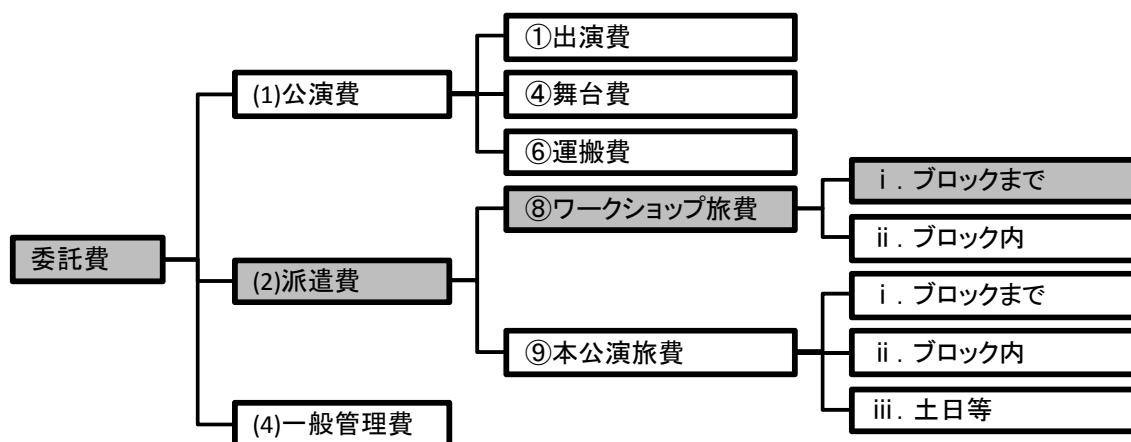 ①出演費
(1)公演費
④舞台費
⑥運搬費
ⅰ．ブロックまで
⑧ワークショップ旅費
ⅱ．ブロック内
委託費
(2)派遣費
ⅰ．ブロックまで
⑨本公演旅費
ⅱ．ブロック内
ⅲ．土日等
(4)一般管理費